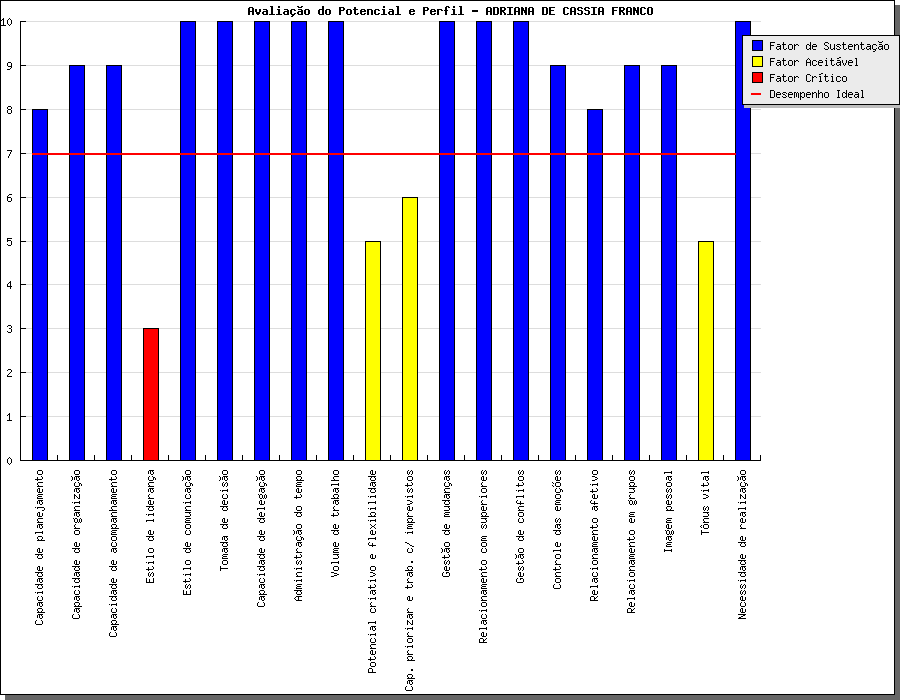 Avaliação do Potencial e Perfil - ADRIANA DE CASSIA FRANCO
Fator de Sustentação
Fator Aceitável
Fator Crítico
Desempenho Ideal
10
9
8
7
6
5
4
3
2
1
0
Capacidade de planejamento
Capacidade de organização
Capacidade de acompanhamento
Estilo de liderança
Estilo de comunicação
Tomada de decisão
Capacidade de delegação
Administração do tempo
Volume de trabalho
Potencial criativo e flexibilidade
Cap. priorizar e trab. c/ imprevistos
Gestão de mudanças
Relacionamento com superiores
Gestão de conflitos
Controle das emoções
Relacionamento afetivo
Relacionamento em grupos
Imagem pessoal
Tônus vital
Necessidade de realização